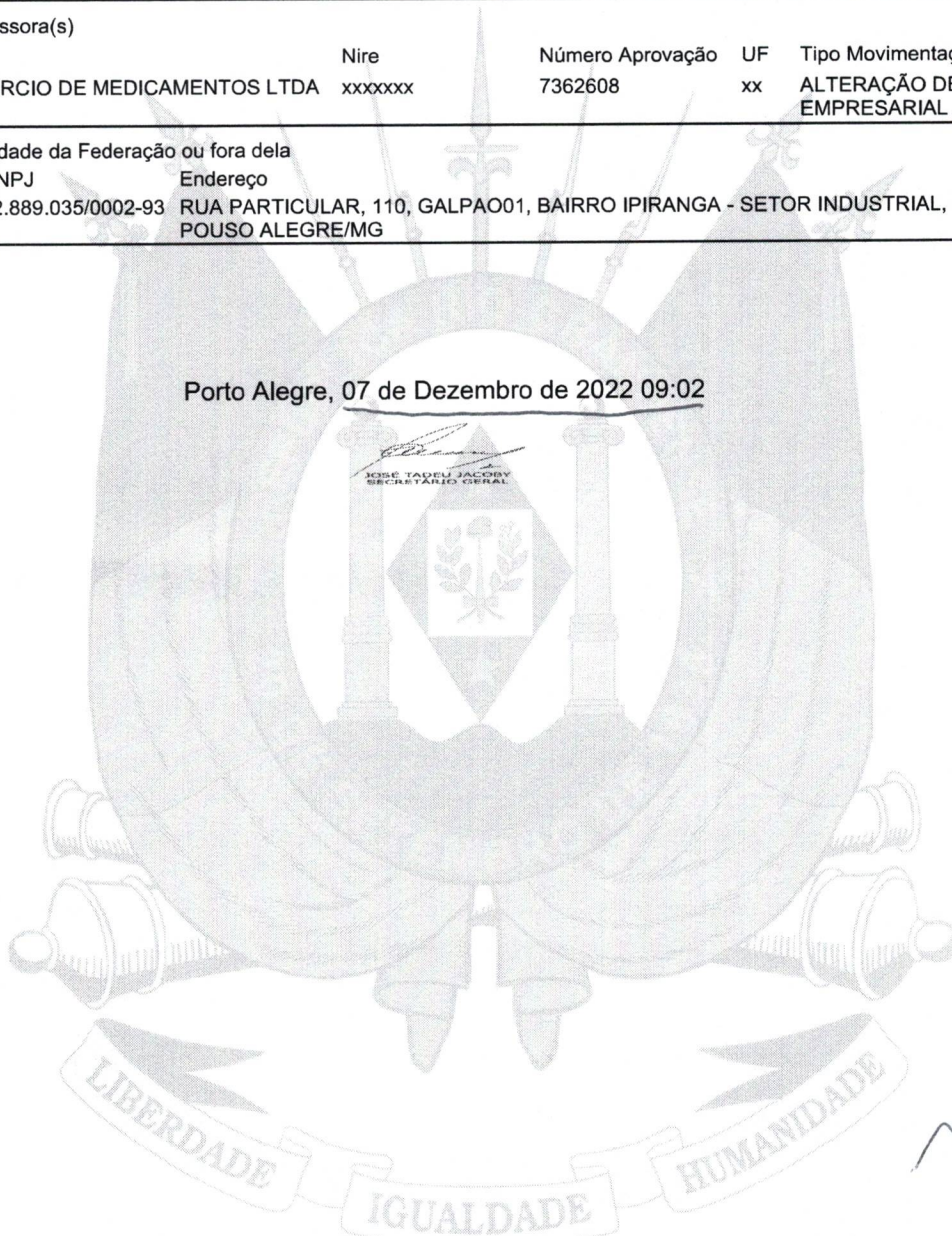 ssora(s)
Nire Número Aprovação UF Tipo Movimentaç
RCIO DE MEDICAMENTOS LTDA xxxxxxx 7362608 xx ALTERAÇÃO DE
EMPRESARIAL
dade da Federação ou fora dela
NPJ Endereço
2.889.035/0002-93 RUA PARTICULAR, 110, GALPAO01, BAIRRO IPIRANGA - SETOR INDUSTRIAL,
POUSO ALEGRE/MG
Porto Alegre, 07 de Dezembro de 2022 09:02
JOSÉ TADEU JACOBY
SECRETÁRIO GERAL
LIBERDADE
IGUALDADE
HUMANIDADE